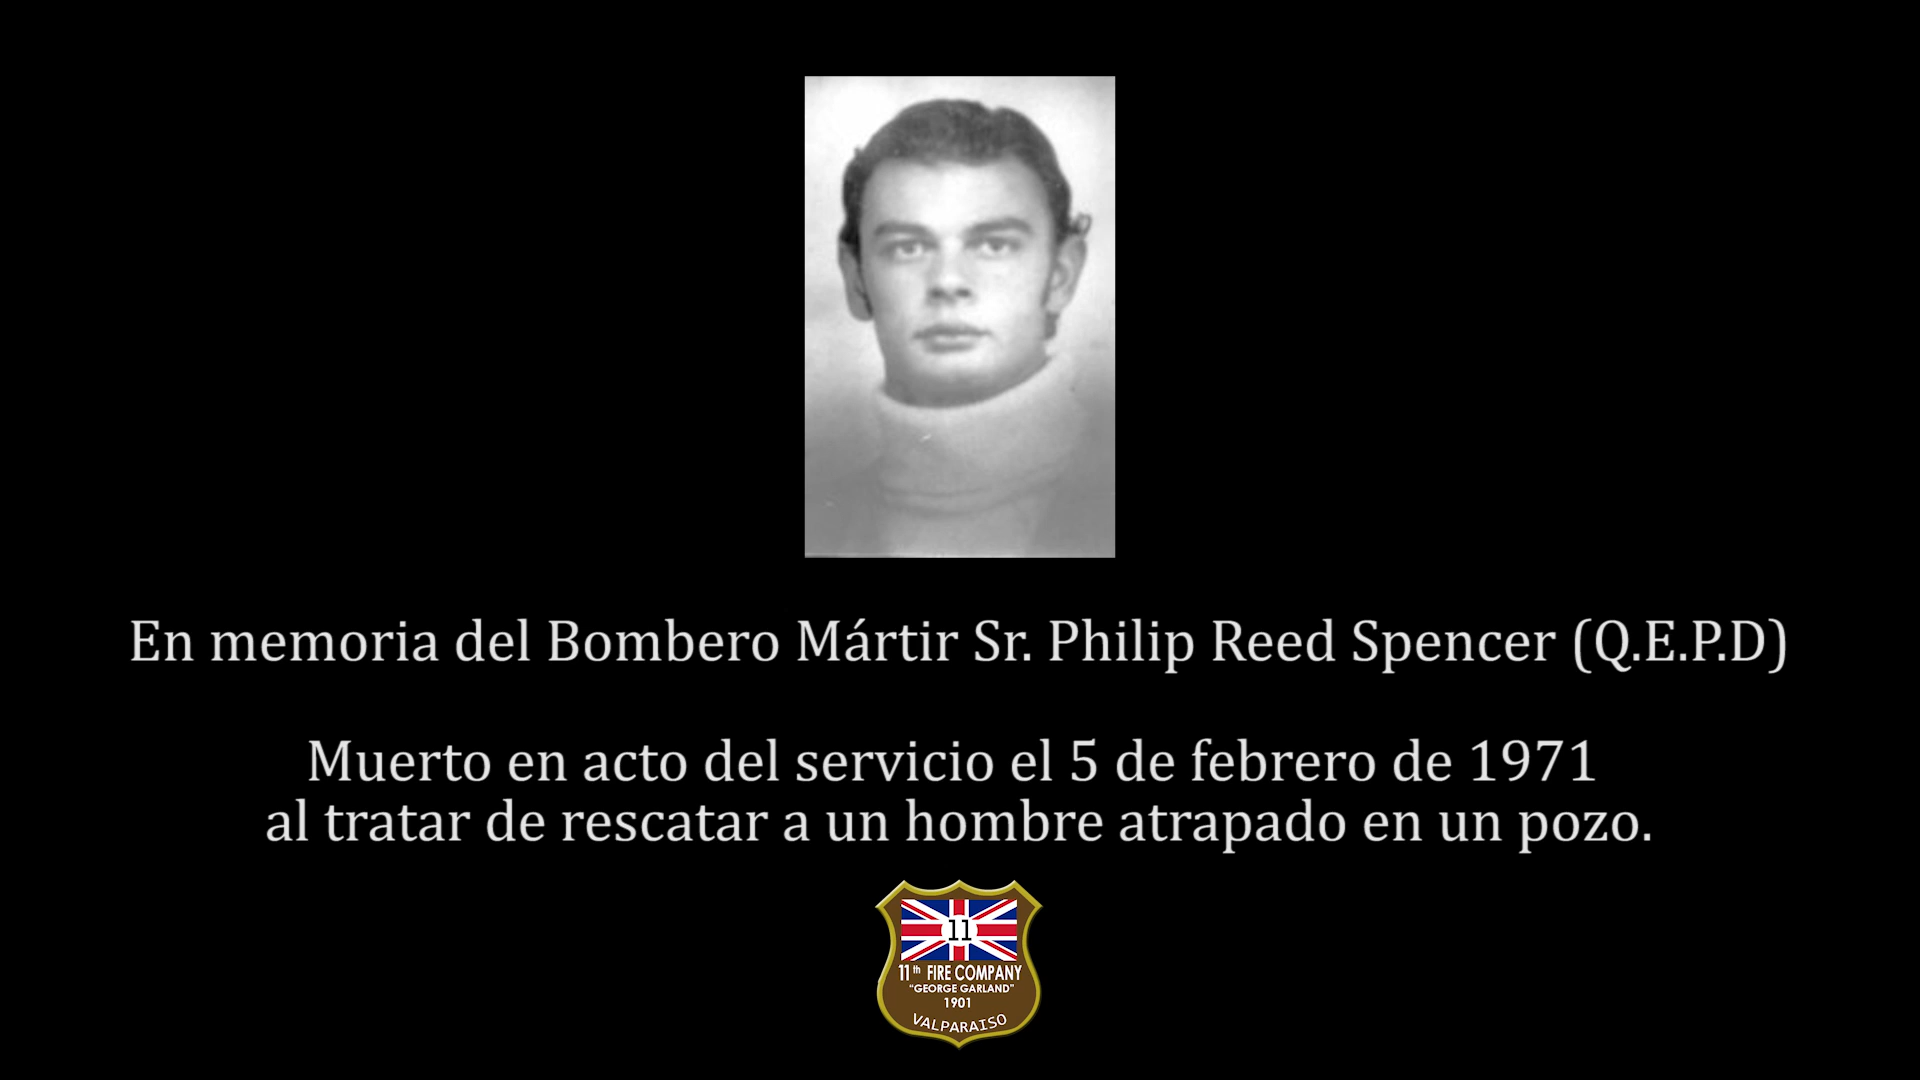 En memoria del Bombero Mártir Sr. Philip Reed Spencer (Q.E.P.D)
Muerto en acto del servicio el 5 de febrero de 1971
al tratar de rescatar a un hombre atrapado en un pozo.
11
11th FIRE COMPANY
"GEORGE GARLAND"
1901
VALPARAISO